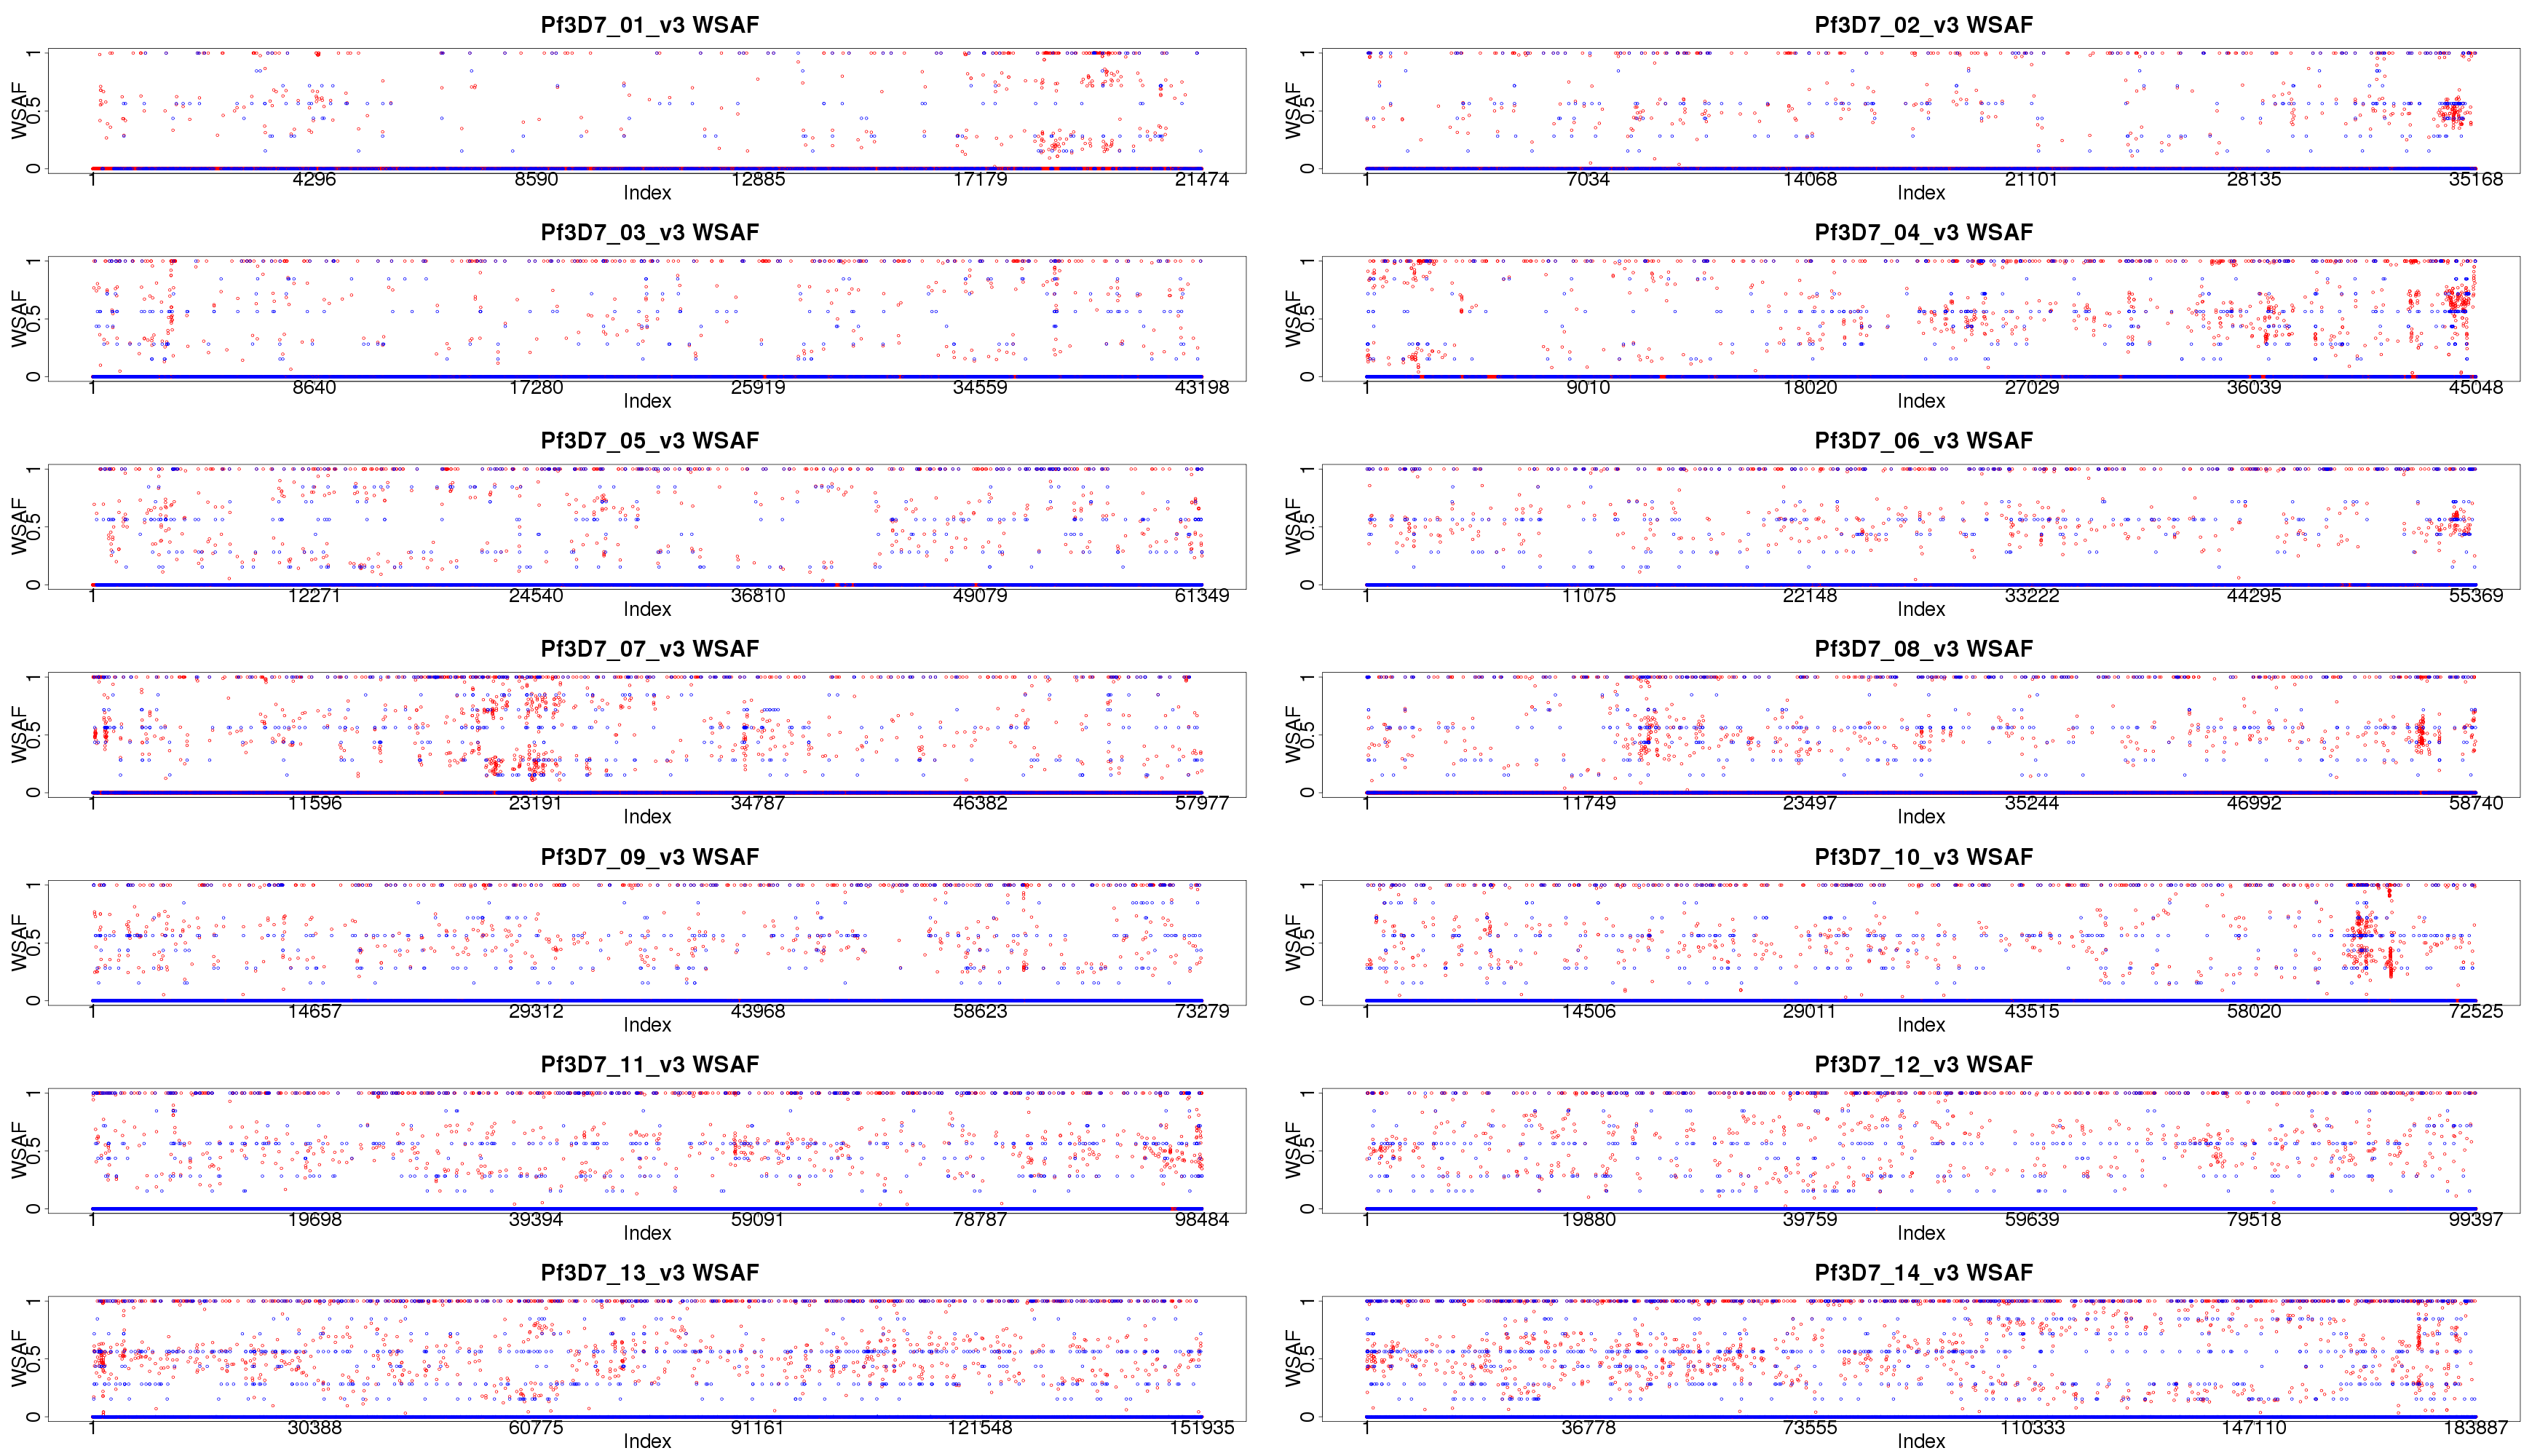 Pf3D7_01_v3 WSAF
WSAF
0 0.5 1
1 4296 8590 12885 17179 21474
Index
Pf3D7_02_v3 WSAF
WSAF
0 0.5 1
1 7034 14068 21101 28135 35168
Index
Pf3D7_03_v3 WSAF
WSAF
0 0.5 1
1 8640 17280 25919 34559 43198
Index
Pf3D7_04_v3 WSAF
WSAF
0 0.5 1
1 9010 18020 27029 36039 45048
Index
Pf3D7_05_v3 WSAF
WSAF
0 0.5 1
1 12271 24540 36810 49079 61349
Index
Pf3D7_06_v3 WSAF
WSAF
0 0.5 1
1 11075 22148 33222 44295 55369
Index
Pf3D7_07_v3 WSAF
WSAF
0 0.5 1
1 11596 23191 34787 46382 57977
Index
Pf3D7_08_v3 WSAF
WSAF
0 0.5 1
1 11749 23497 35244 46992 58740
Index
Pf3D7_09_v3 WSAF
WSAF
0 0.5 1
1 14657 29312 43968 58623 73279
Index
Pf3D7_10_v3 WSAF
WSAF
0 0.5 1
1 14506 29011 43515 58020 72525
Index
Pf3D7_11_v3 WSAF
WSAF
0 0.5 1
1 19698 39394 59091 78787 98484
Index
Pf3D7_12_v3 WSAF
WSAF
0 0.5 1
1 19880 39759 59639 79518 99397
Index
Pf3D7_13_v3 WSAF
WSAF
0 0.5 1
1 30388 60775 91161 121548 151935
Index
Pf3D7_14_v3 WSAF
WSAF
0 0.5 1
1 36778 73555 110333 147110 183887
Index